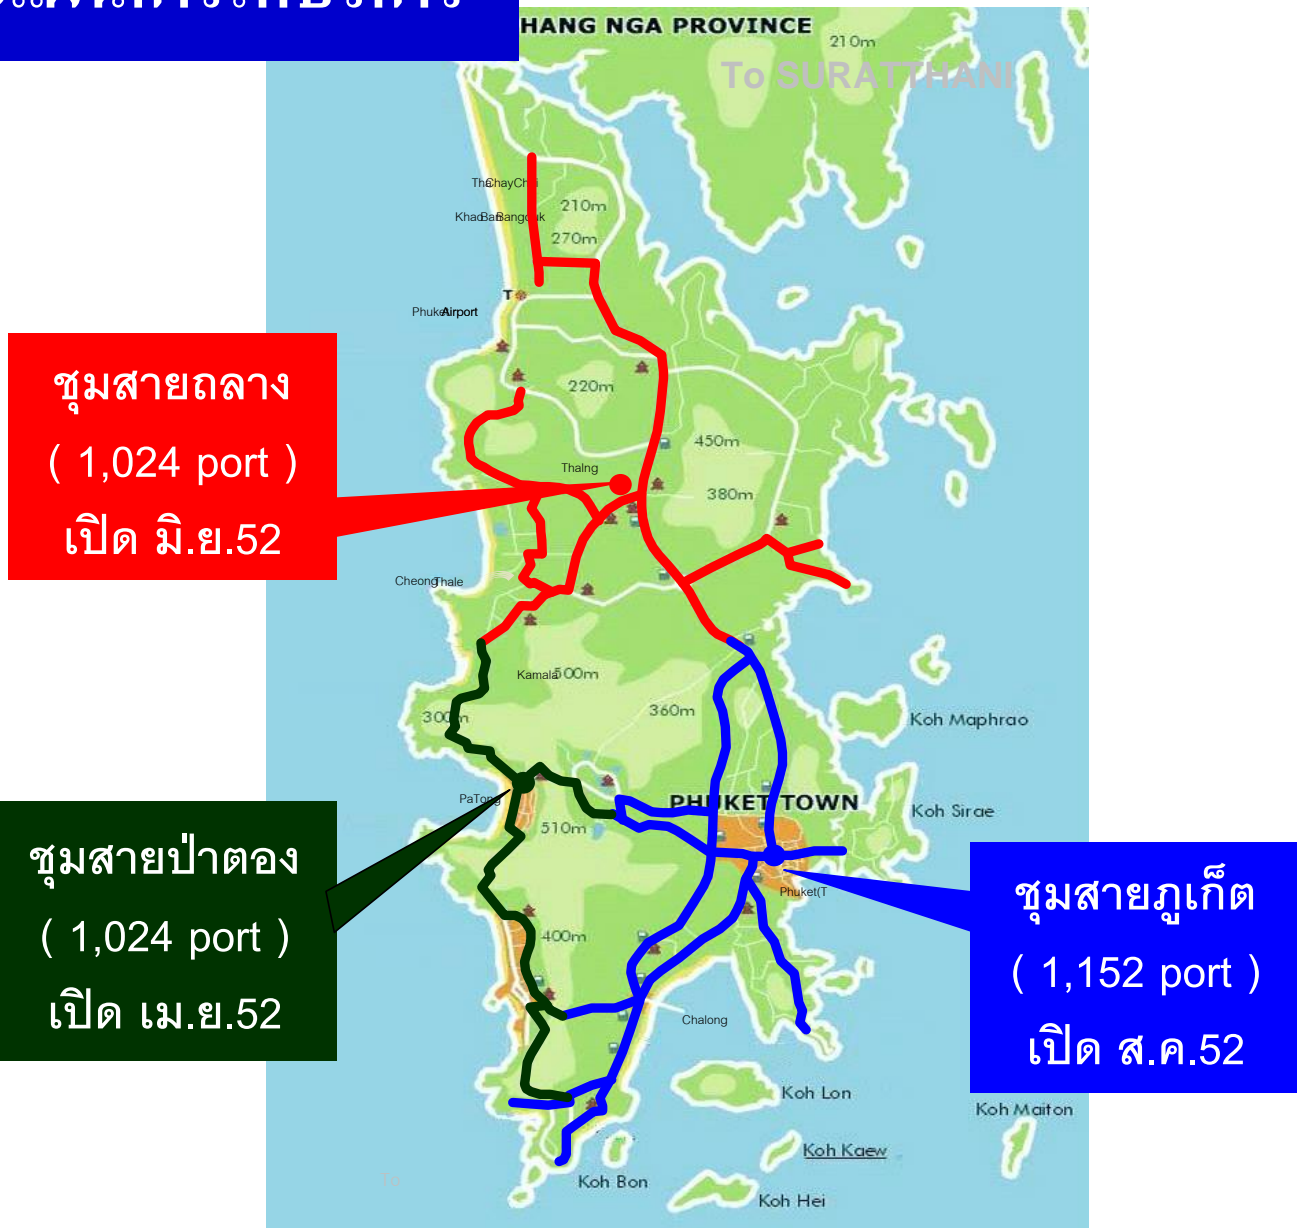 HANG NGA PROVINCE
210m
To SURATTHANI
210m
270m
T
Phuket Airport
ชุมสายถลาง
( 1,024 port )
เปิด มิ.ย.52
220m
450m
Thalng
380m
Cheong Thale
Kamala
500m
300m
360m
Koh Maphrao
PaTong
PHUKET TOWN
Koh Sirae
510m
ชุมสายป่าตอง
( 1,024 port )
เปิด เม.ย.52
Phuket(T
400m
ชุมสายภูเก็ต
( 1,152 port )
เปิด ส.ค.52
Chalong
Koh Lon
Koh Maiton
Koh Kaew
Koh Bon
Koh Hei